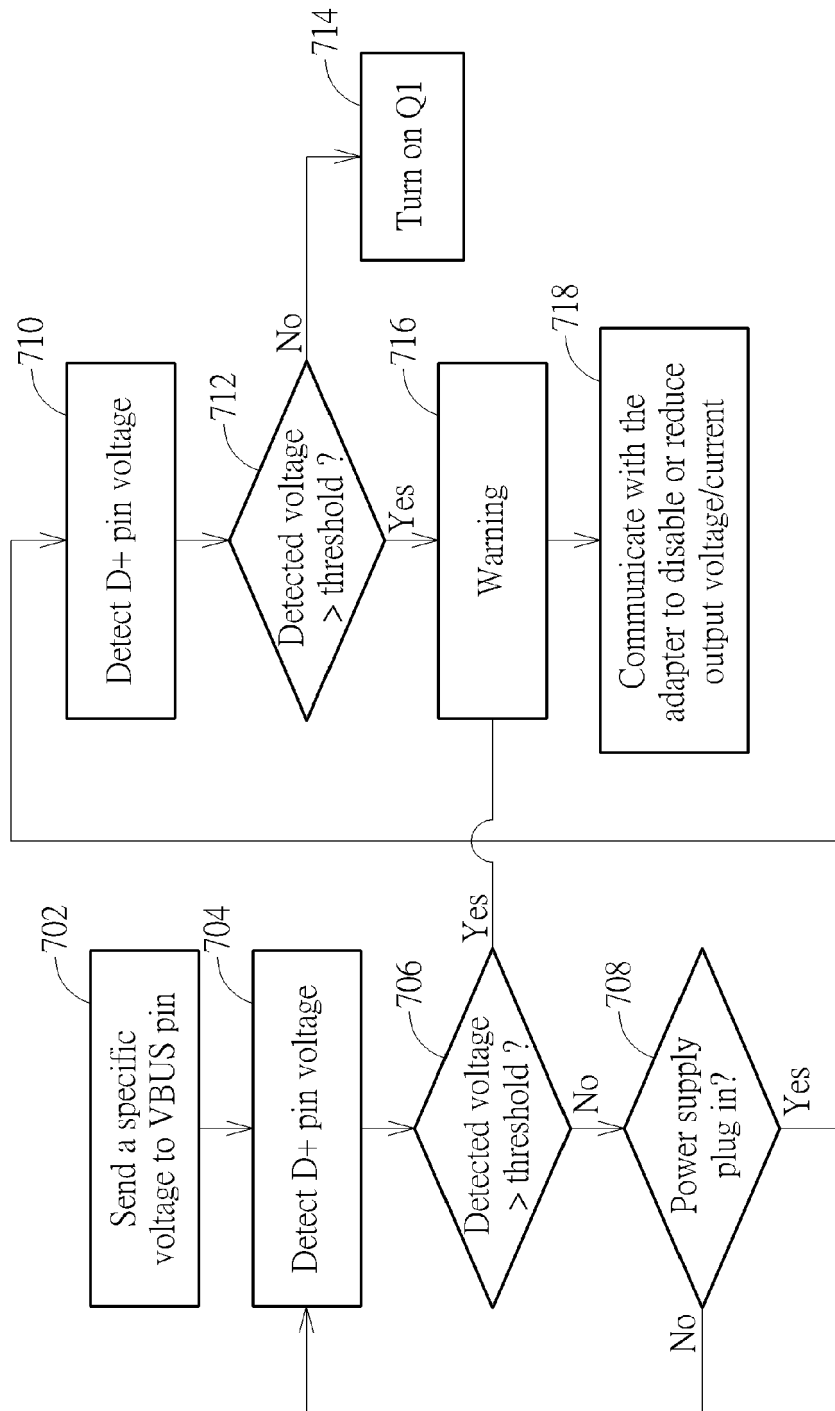 702
Send a specific
voltage to VBUS pin
704
Detect D+ pin voltage
706
Detected voltage
> threshold ?
Yes
No
708
Power supply
plug in?
No
Yes
710
Detect D+ pin voltage
712
Detected voltage
> threshold ?
No
Yes
714
Turn on Q1
716
Warning
718
Communicate with the
adapter to disable or reduce
output voltage/current